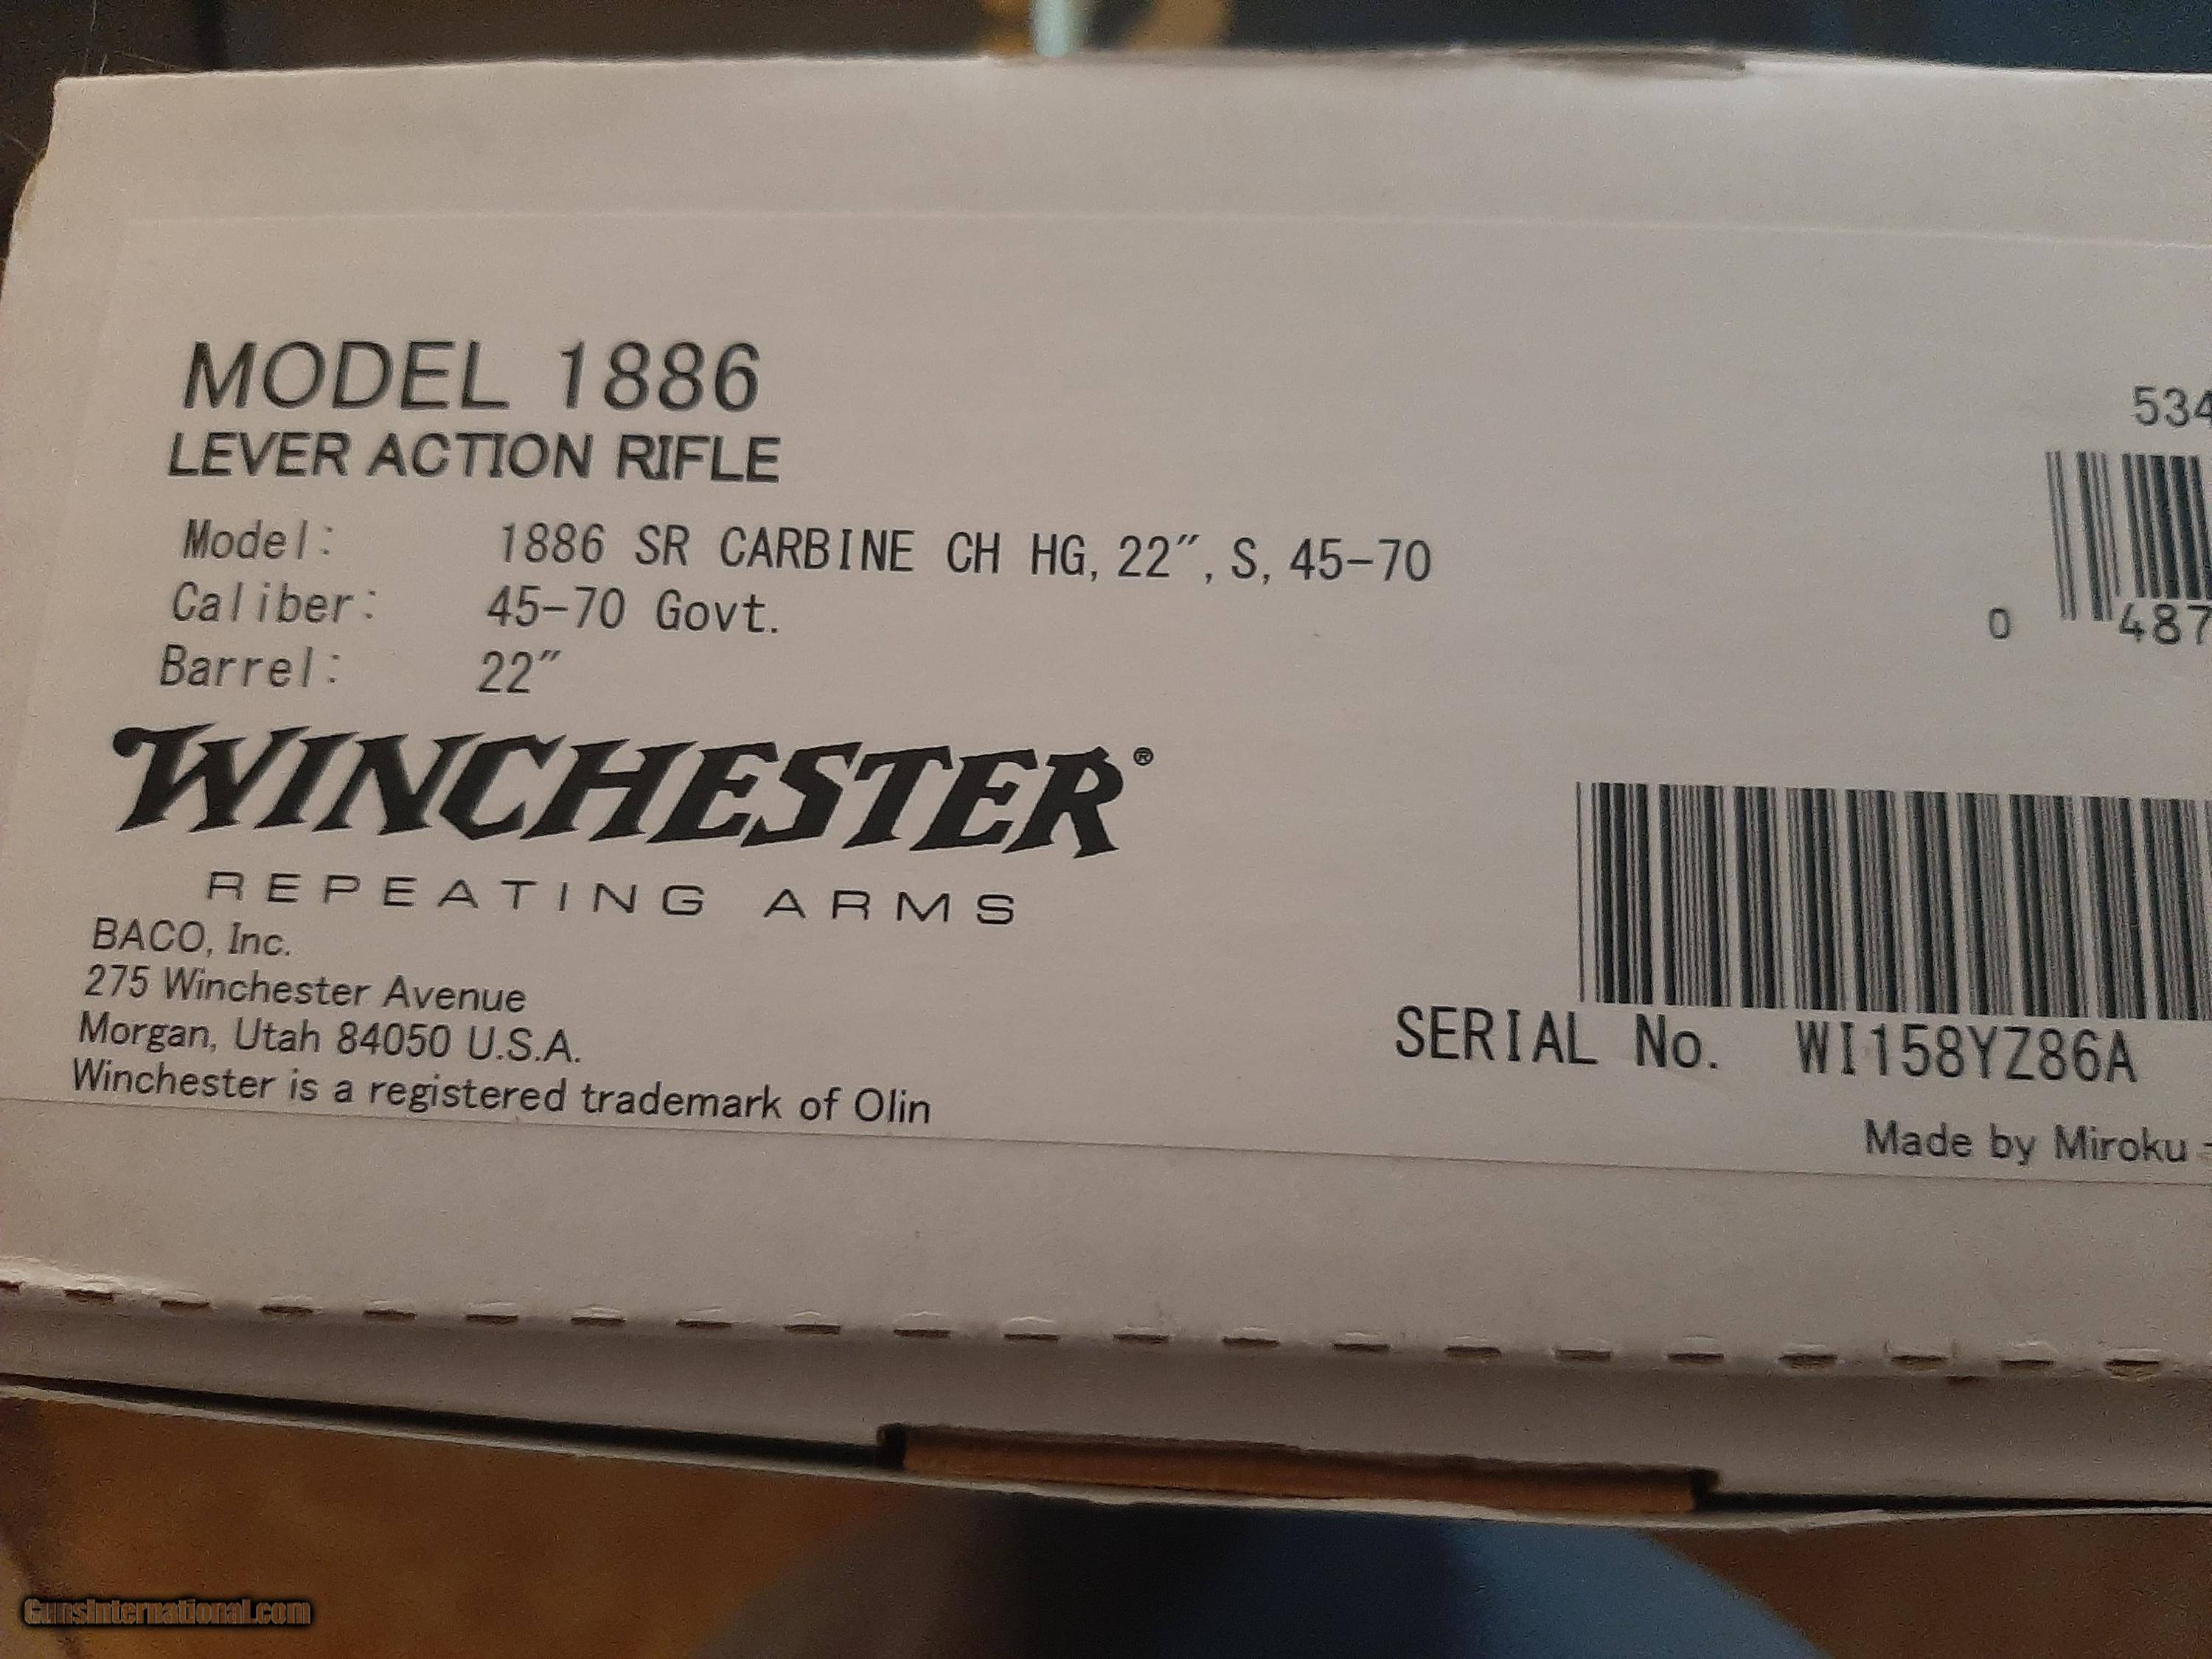 MODEL 1886
LEVER ACTION RIFLE
Model: 1886 SR CARBINE CH HG, 22", S, 45-70
Caliber: 45-70 Govt.
Barrel: 22"
WINCHESTER®
REPEATING ARMS
BACO, Inc.
275 Winchester Avenue
Morgan, Utah 84050 U.S.A.
Winchester is a registered trademark of Olin
534
0 487
SERIAL No. WI158YZ86A
Made by Miroku -
GunsInternational.com